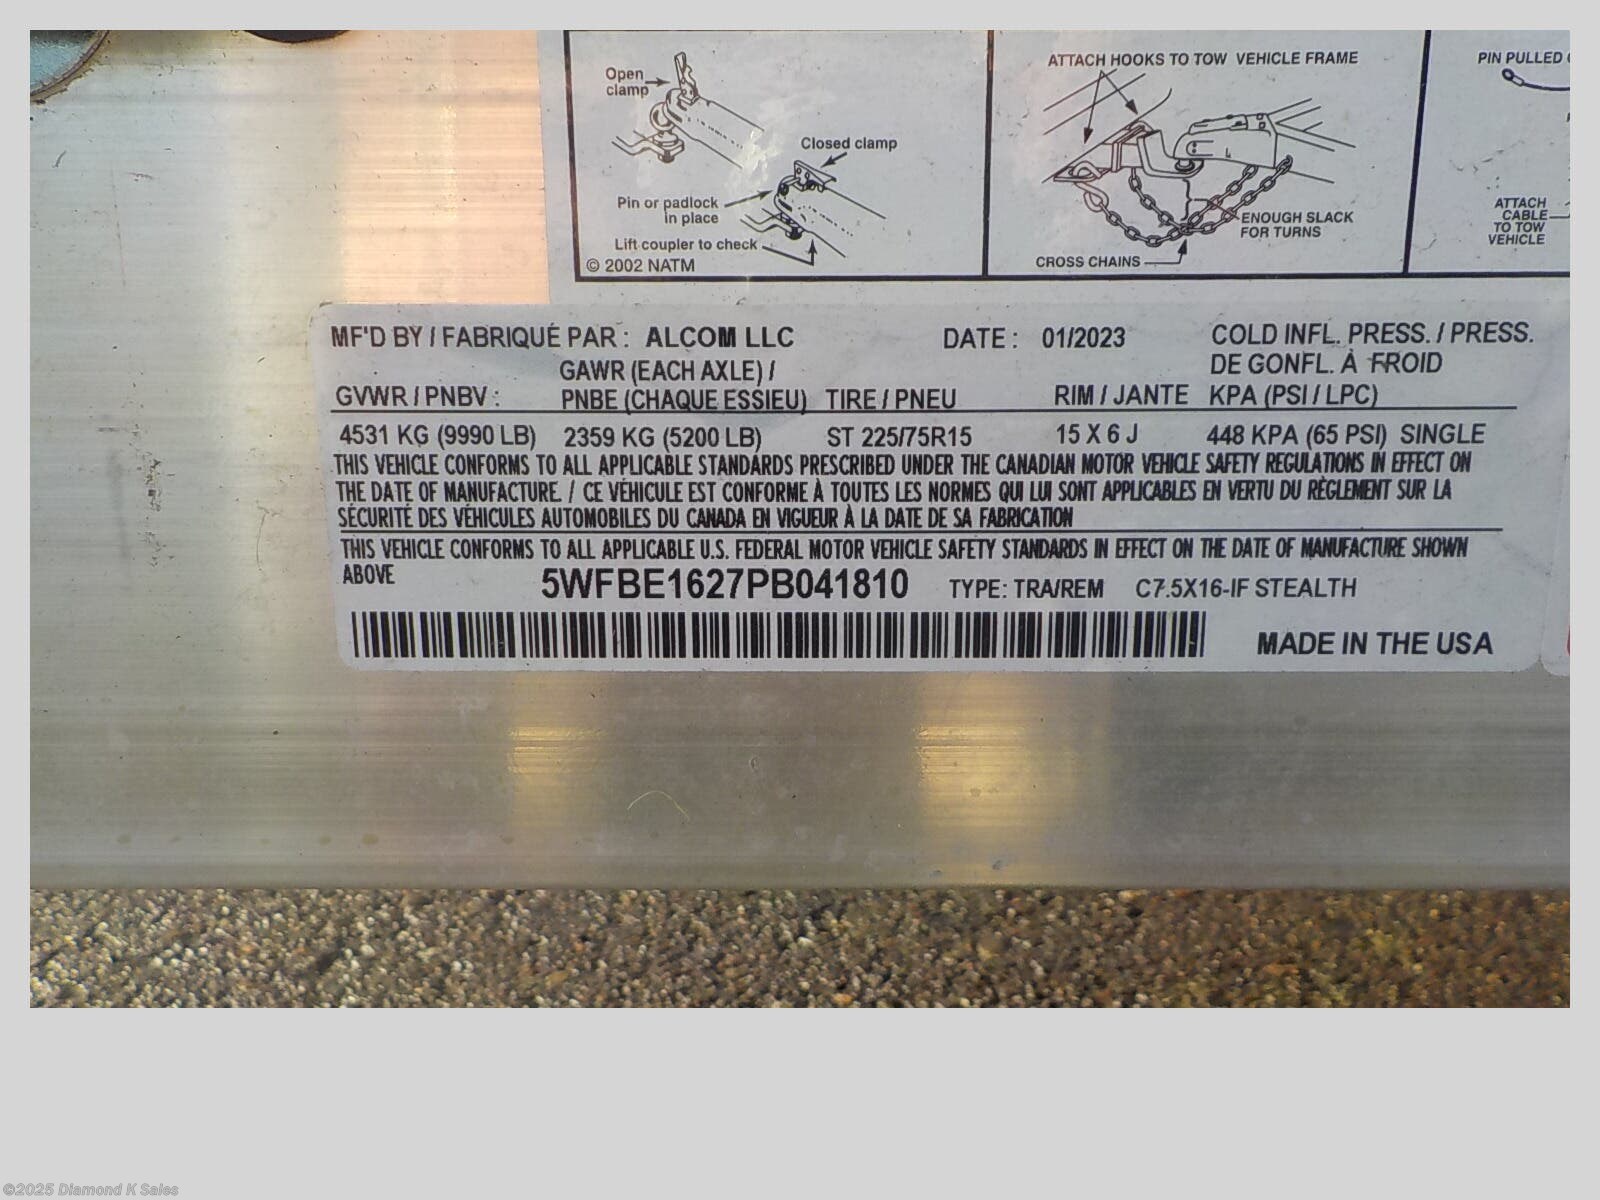 Open
clamp
Closed clamp
Pin or padlock
in place
Lift coupler to check
© 2002 NATM
ATTACH HOOKS TO TOW VEHICLE FRAME
ENOUGH SLACK
FOR TURNS
CROSS CHAINS
PIN PULLED
ATTACH
CABLE
TO TOW
VEHICLE
MF'D BY / FABRIQUÉ PAR : ALCOM LLC DATE : 01/2023 COLD INFL. PRESS. / PRESS.
DE GONFL. À FROID
GAWR (EACH AXLE) /
GVWR / PNBV : PNBE (CHAQUE ESSIEU) TIRE / PNEU RIM / JANTE KPA (PSI / LPC)
4531 KG (9990 LB) 2359 KG (5200 LB) ST 225/75R15 15 X 6 J 448 KPA (65 PSI) SINGLE
THIS VEHICLE CONFORMS TO ALL APPLICABLE STANDARDS PRESCRIBED UNDER THE CANADIAN MOTOR VEHICLE SAFETY REGULATIONS IN EFFECT ON
THE DATE OF MANUFACTURE. / CE VÉHICULE EST CONFORME À TOUTES LES NORMES QUI LUI SONT APPLICABLES EN VERTU DU RÈGLEMENT SUR LA
SÉCURITÉ DES VÉHICULES AUTOMOBILES DU CANADA EN VIGUEUR À LA DATE DE SA FABRICATION
THIS VEHICLE CONFORMS TO ALL APPLICABLE U.S. FEDERAL MOTOR VEHICLE SAFETY STANDARDS IN EFFECT ON THE DATE OF MANUFACTURE SHOWN
ABOVE 5WFBE1627PB041810 TYPE: TRA/REM C7.5X16-IF STEALTH
MADE IN THE USA
©2025 Diamond K Sales